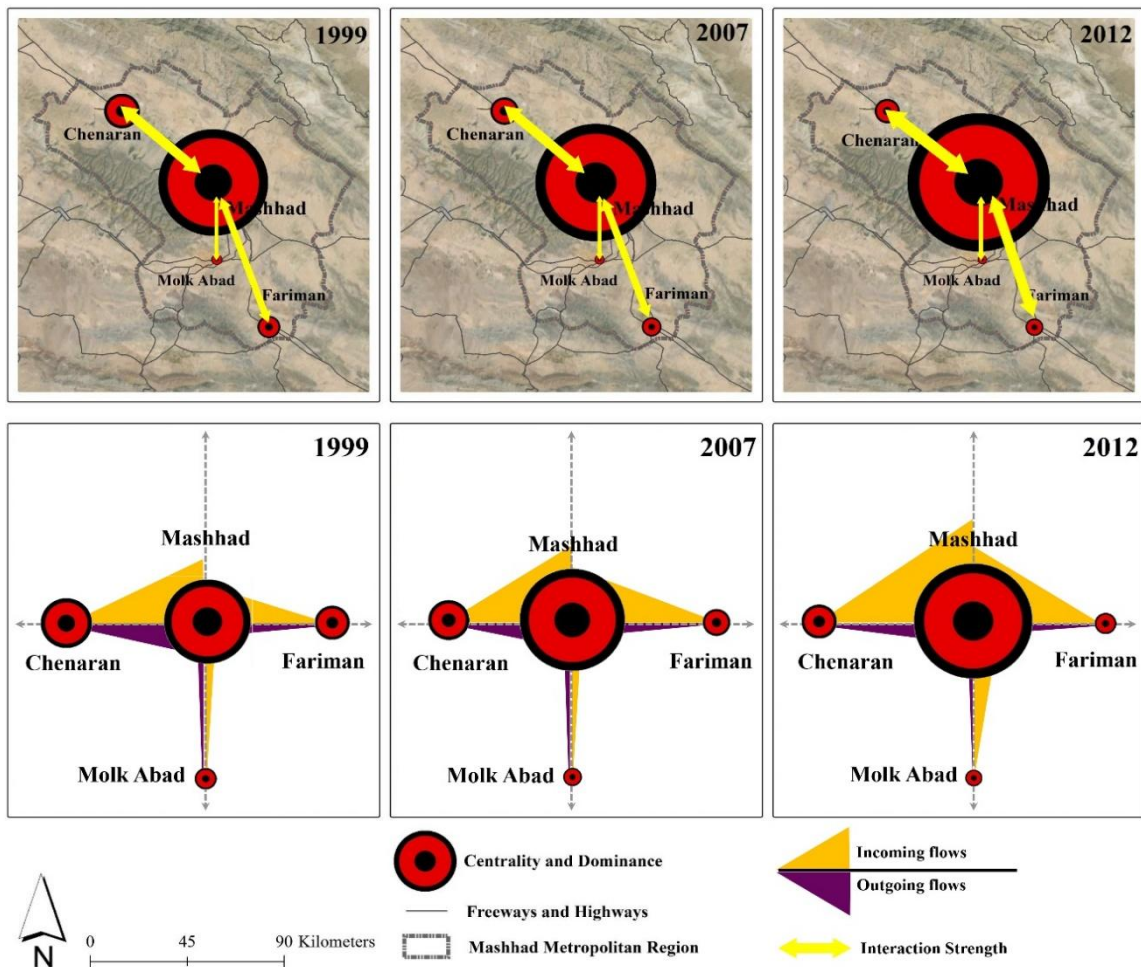 1999
Chenaran
Mashhad
Molk Abad
Fariman
2007
Chenaran
Mashhad
Molk Abad
Fariman
2012
Chenaran
Mashhad
Molk Abad
Fariman
1999
Mashhad
Chenaran
Fariman
Molk Abad
2007
Mashhad
Chenaran
Fariman
Molk Abad
2012
Mashhad
Chenaran
Fariman
Molk Abad
N
0 45 90 Kilometers
Centrality and Dominance
Freeways and Highways
Mashhad Metropolitan Region
Incoming flows
Outgoing flows
Interaction Strength